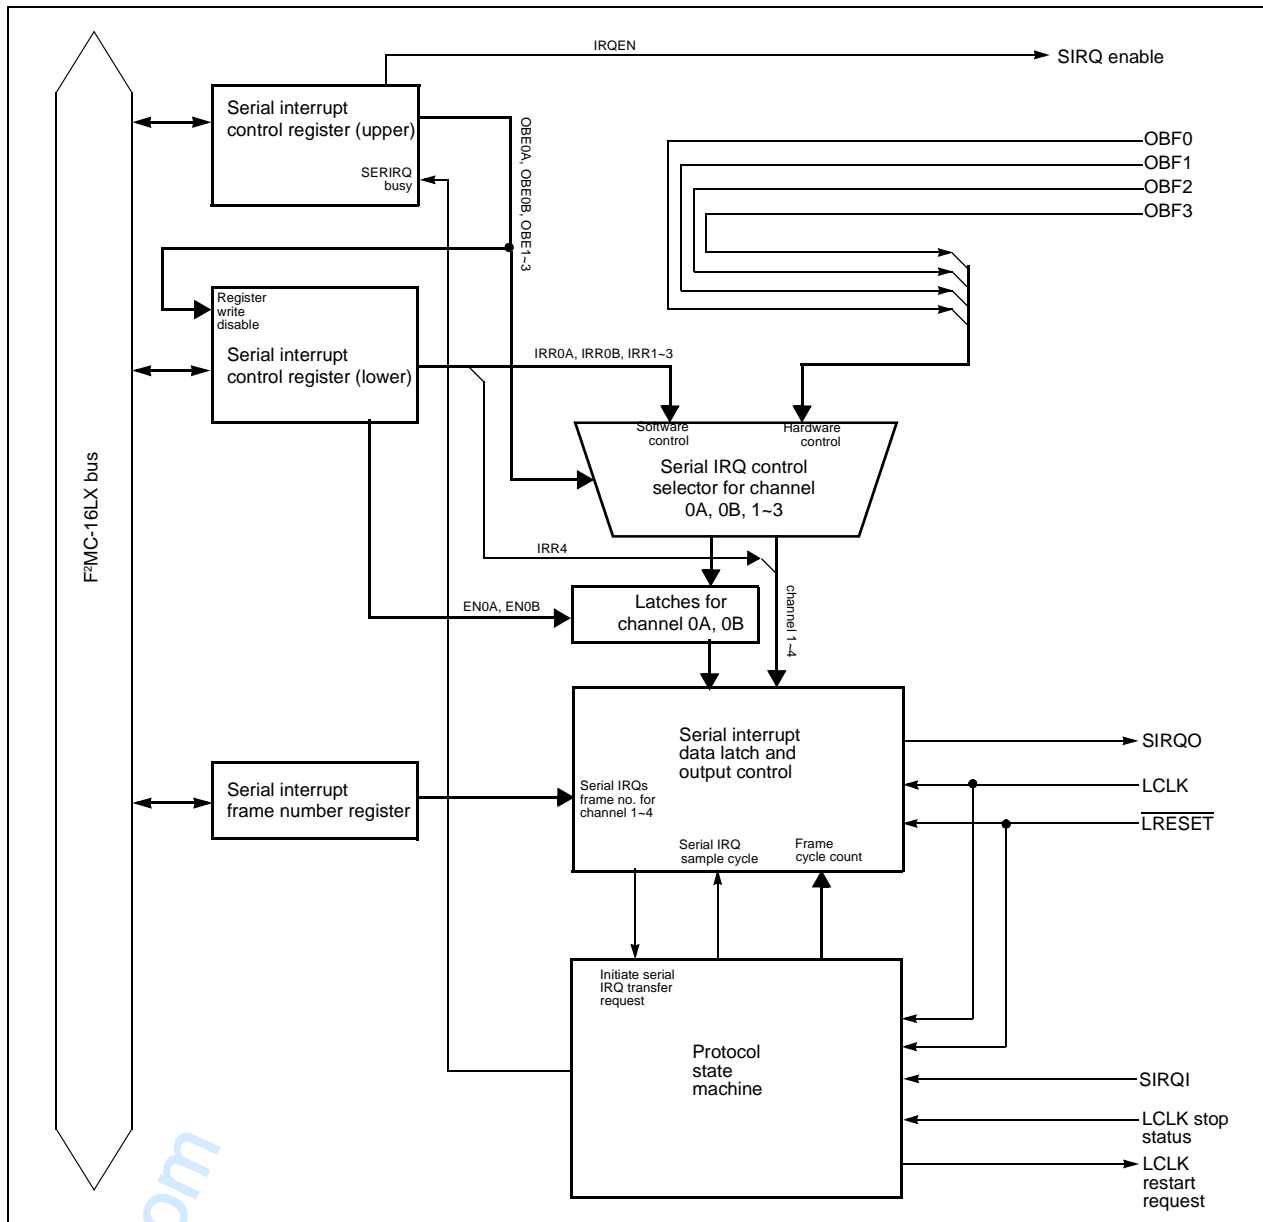 IRQEN
SIRQ enable
Serial interrupt
control register (upper)
SERIRQ
busy
OBE0A, OBE0B, OBE1~3
OBF0
OBF1
OBF2
OBF3
Register
write
disable
Serial interrupt
control register (lower)
IRR0A, IRR0B, IRR1~3
Software
control
Hardware
control
Serial IRQ control
selector for channel
0A, 0B, 1~3
F²MC-16LX bus
IRR4
EN0A, EN0B
Latches for
channel 0A, 0B
channel 1~4
Serial interrupt
data latch and
output control
SIRQO
LCLK
LRESET
Serial interrupt
frame number register
Serial IRQs
frame no. for
channel 1~4
Serial IRQ
sample cycle
Frame
cycle count
Initiate serial
IRQ transfer
request
Protocol
state
machine
SIRQI
LCLK stop
status
LCLK
restart
request
.com